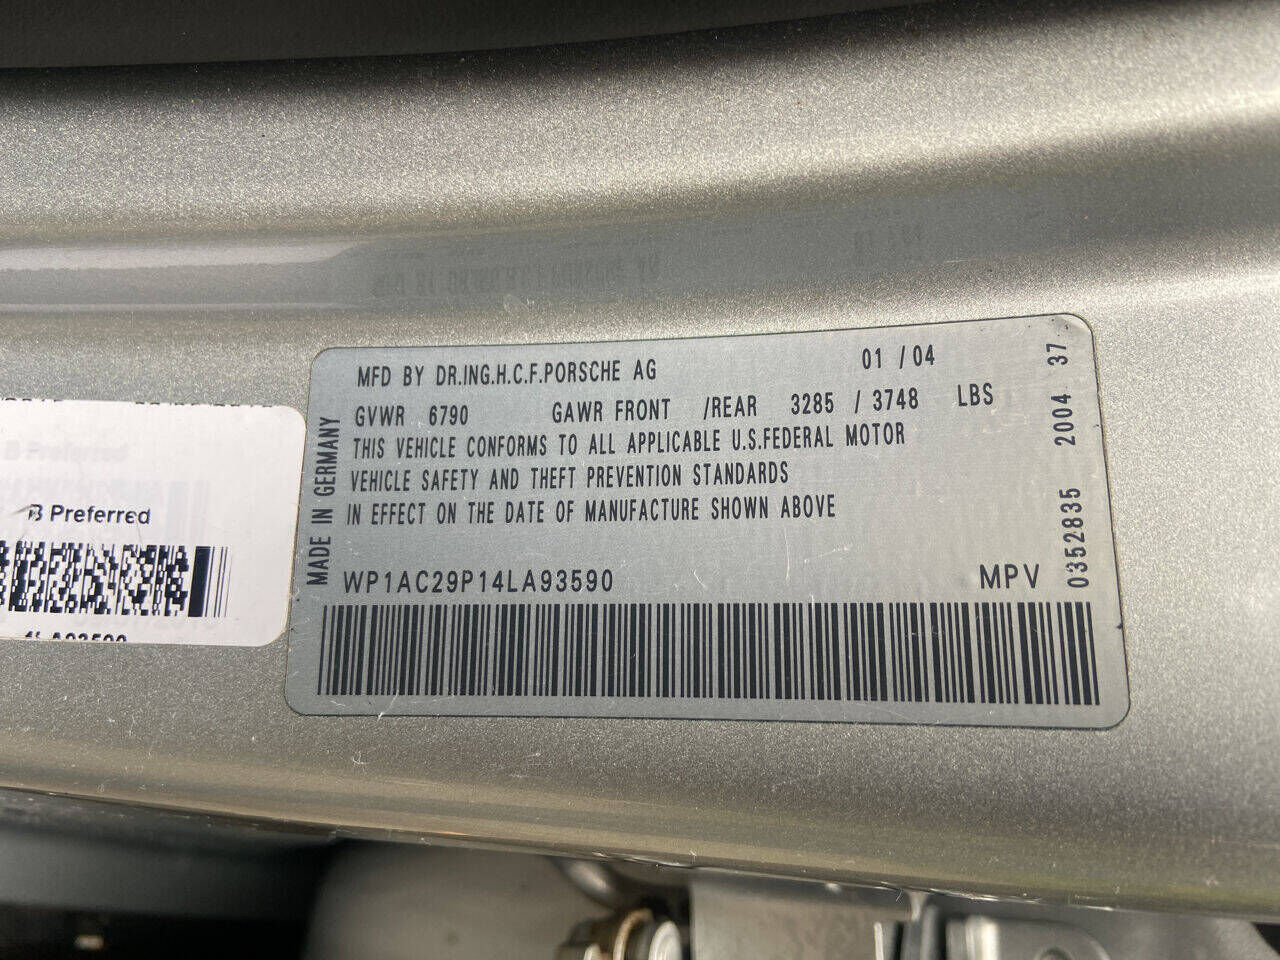 MFD BY DR.ING.H.C.F.PORSCHE AG 01 / 04
GVWR 6790 GAWR FRONT /REAR 3285 / 3748 LBS
THIS VEHICLE CONFORMS TO ALL APPLICABLE U.S.FEDERAL MOTOR
VEHICLE SAFETY AND THEFT PREVENTION STANDARDS
IN EFFECT ON THE DATE OF MANUFACTURE SHOWN ABOVE
WP1AC29P14LA93590 MPV
MADE IN GERMANY
0352835 2004 37
B Preferred
B Preferred